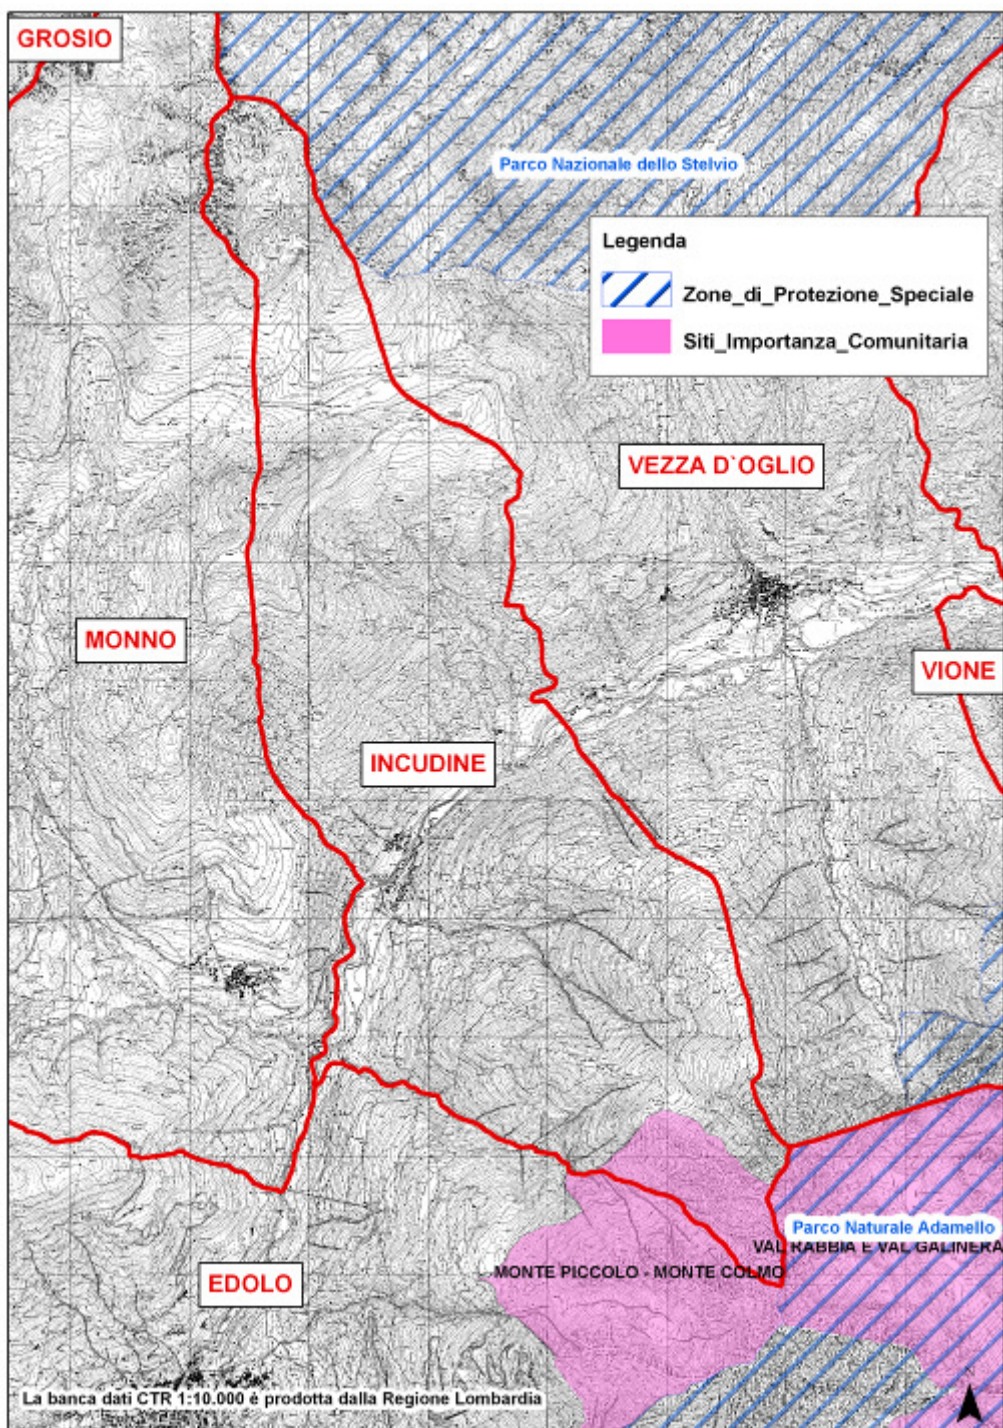 GROSIO
Parco Nazionale dello Stelvio
Legenda
Zone_di_Protezione_Speciale
Siti_Importanza_Comunitaria
VEZZA D`OGLIO
MONNO
VIONE
INCUDINE
Parco Naturale Adamello
VAL RABBIA E VAL GALINERA
MONTE PICCOLO - MONTE COLMO
EDOLO
La banca dati CTR 1:10.000 è prodotta dalla Regione Lombardia